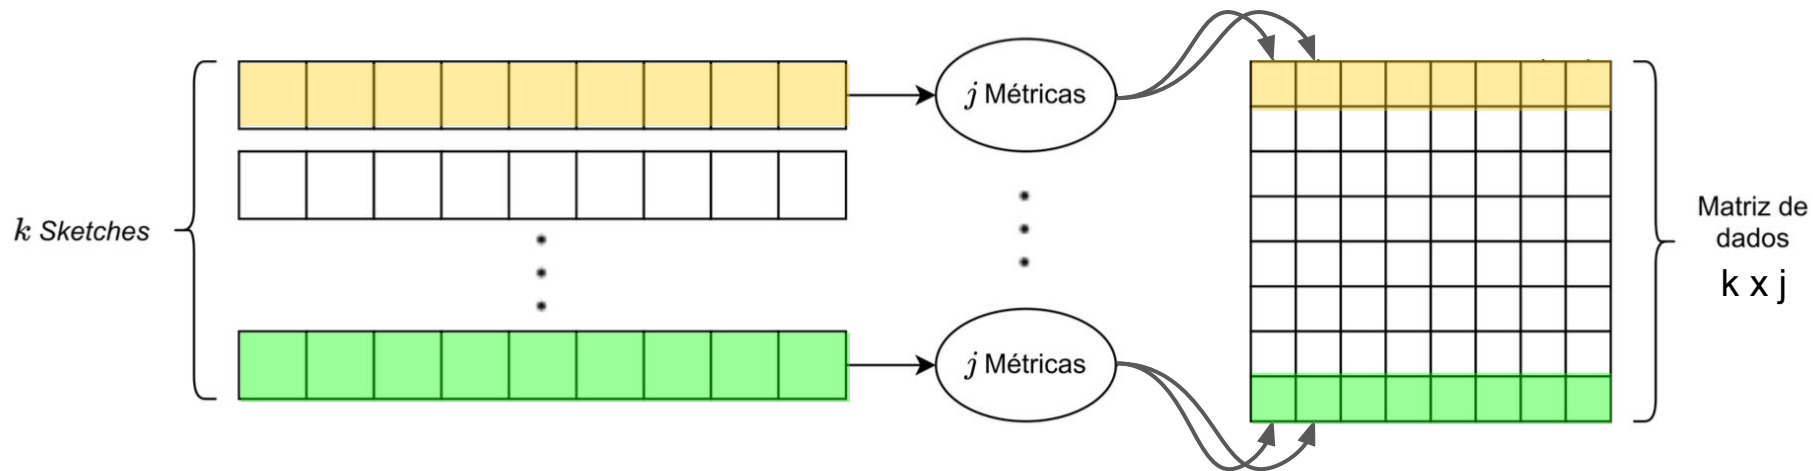 j Métricas
k Sketches
Matriz de
dados
k x j
j Métricas